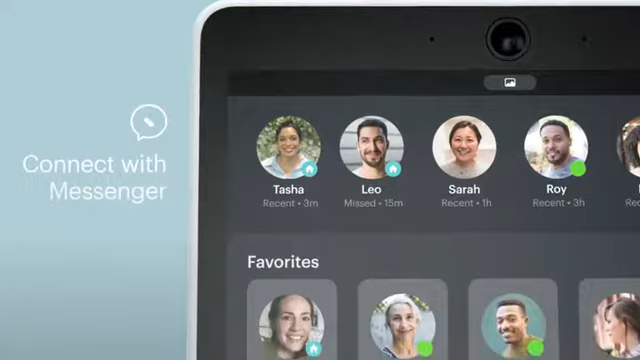 Connect with
Messenger
Tasha
Leo
Sarah
Roy
Recent • 3m
Missed • 15m
Recent • 1h
Recent • 3h
Favorites